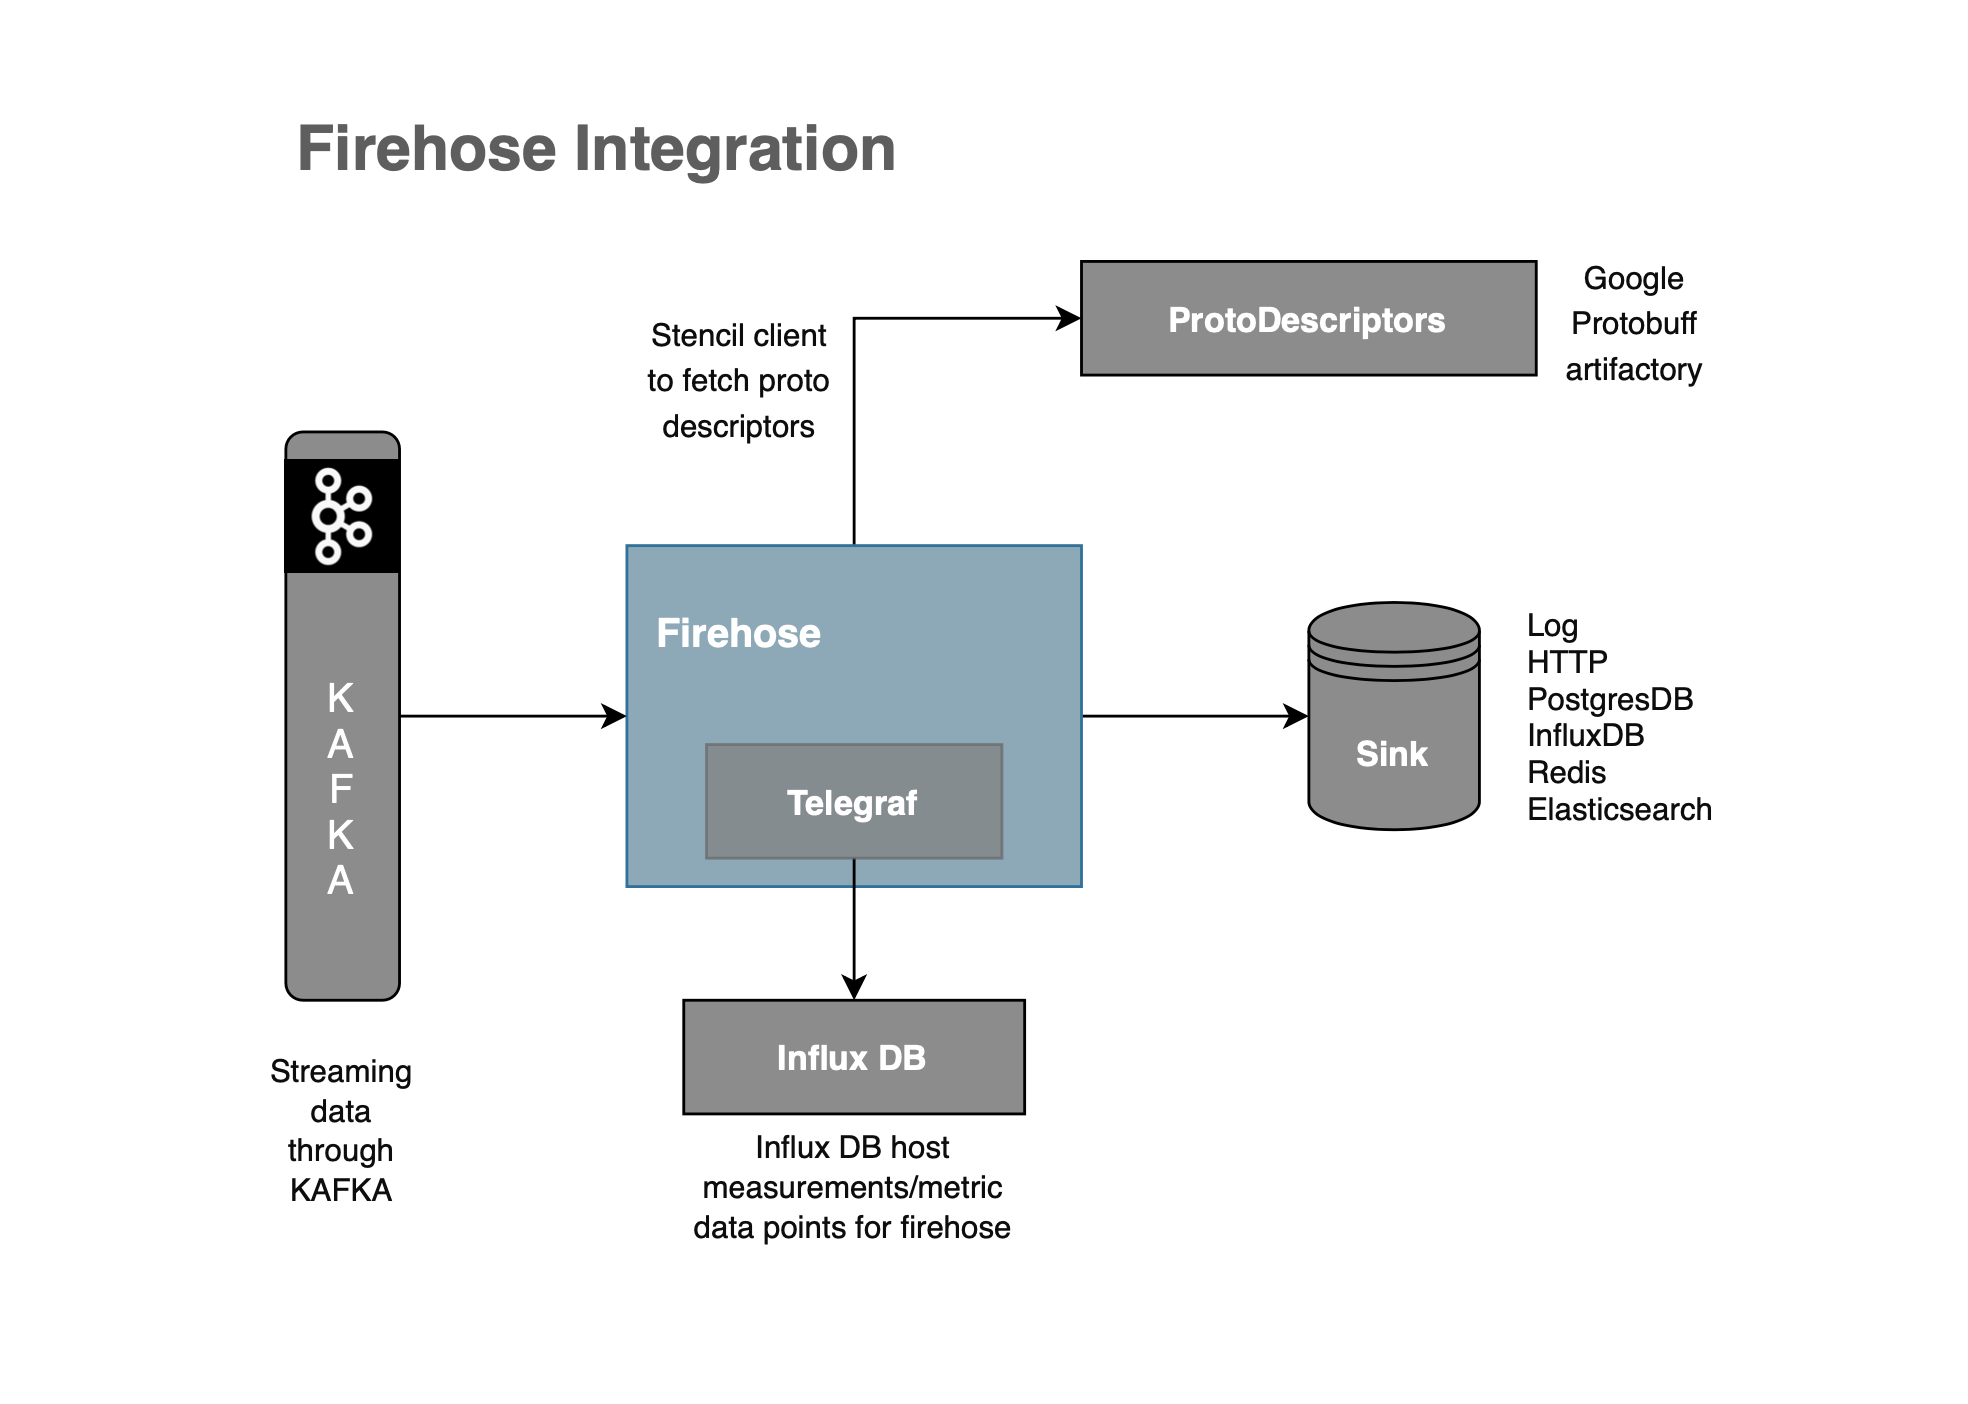 Firehose Integration
Stencil client
to fetch proto
descriptors
ProtoDescriptors
Google
Protobuff
artifactory
K
A
F
K
A
Streaming
data
through
KAFKA
Firehose
Telegraf
Influx DB
Influx DB host
measurements/metric
data points for firehose
Sink
Log
HTTP
PostgresDB
InfluxDB
Redis
Elasticsearch